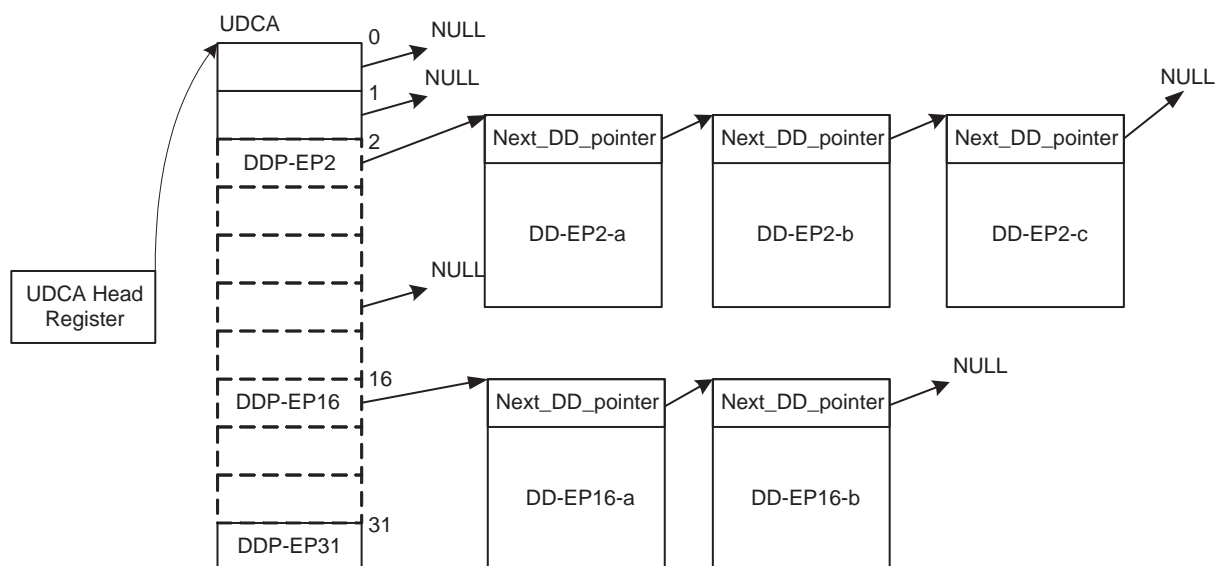 UDCA
0
NULL
1
NULL
NULL
2
DDP-EP2
Next_DD_pointer
Next_DD_pointer
Next_DD_pointer
DD-EP2-a
DD-EP2-b
DD-EP2-c
NULL
UDCA Head
Register
16
NULL
DDP-EP16
Next_DD_pointer
Next_DD_pointer
DD-EP16-a
DD-EP16-b
31
DDP-EP31